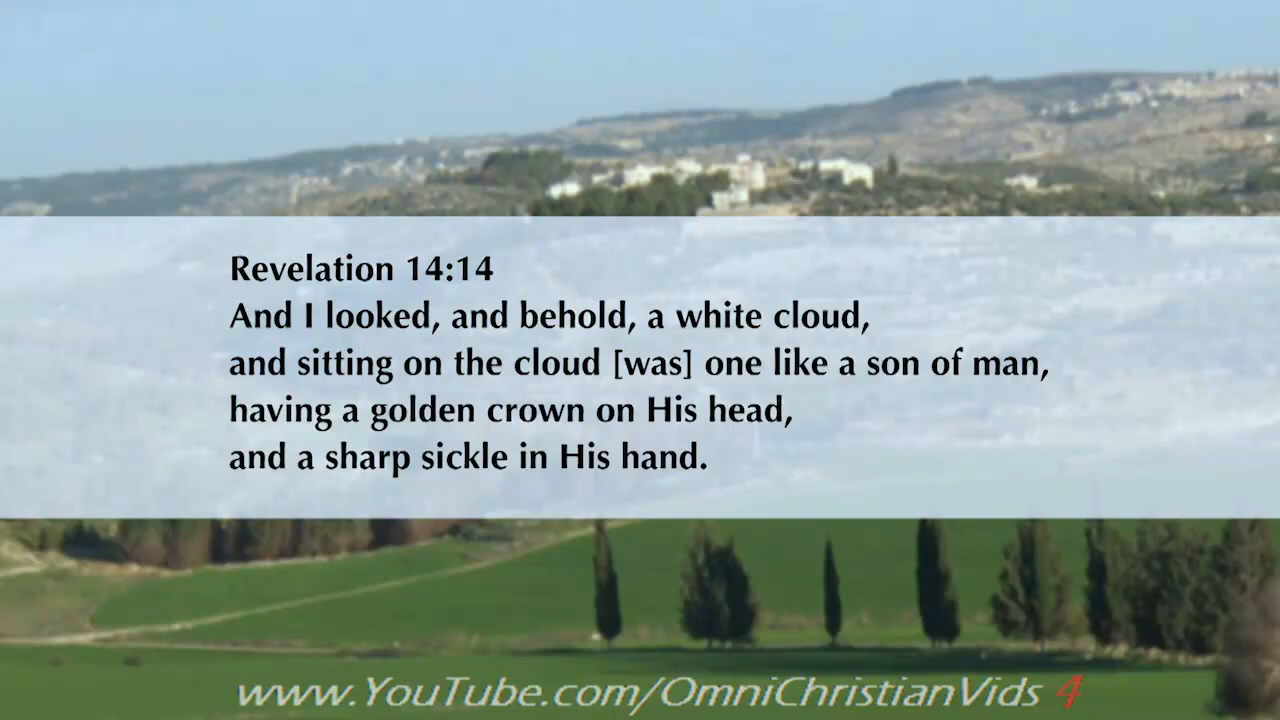 Revelation 14:14
And I looked, and behold, a white cloud,
and sitting on the cloud [was] one like a son of man,
having a golden crown on His head,
and a sharp sickle in His hand.
www.YouTube.com/OmniChristianVids 4